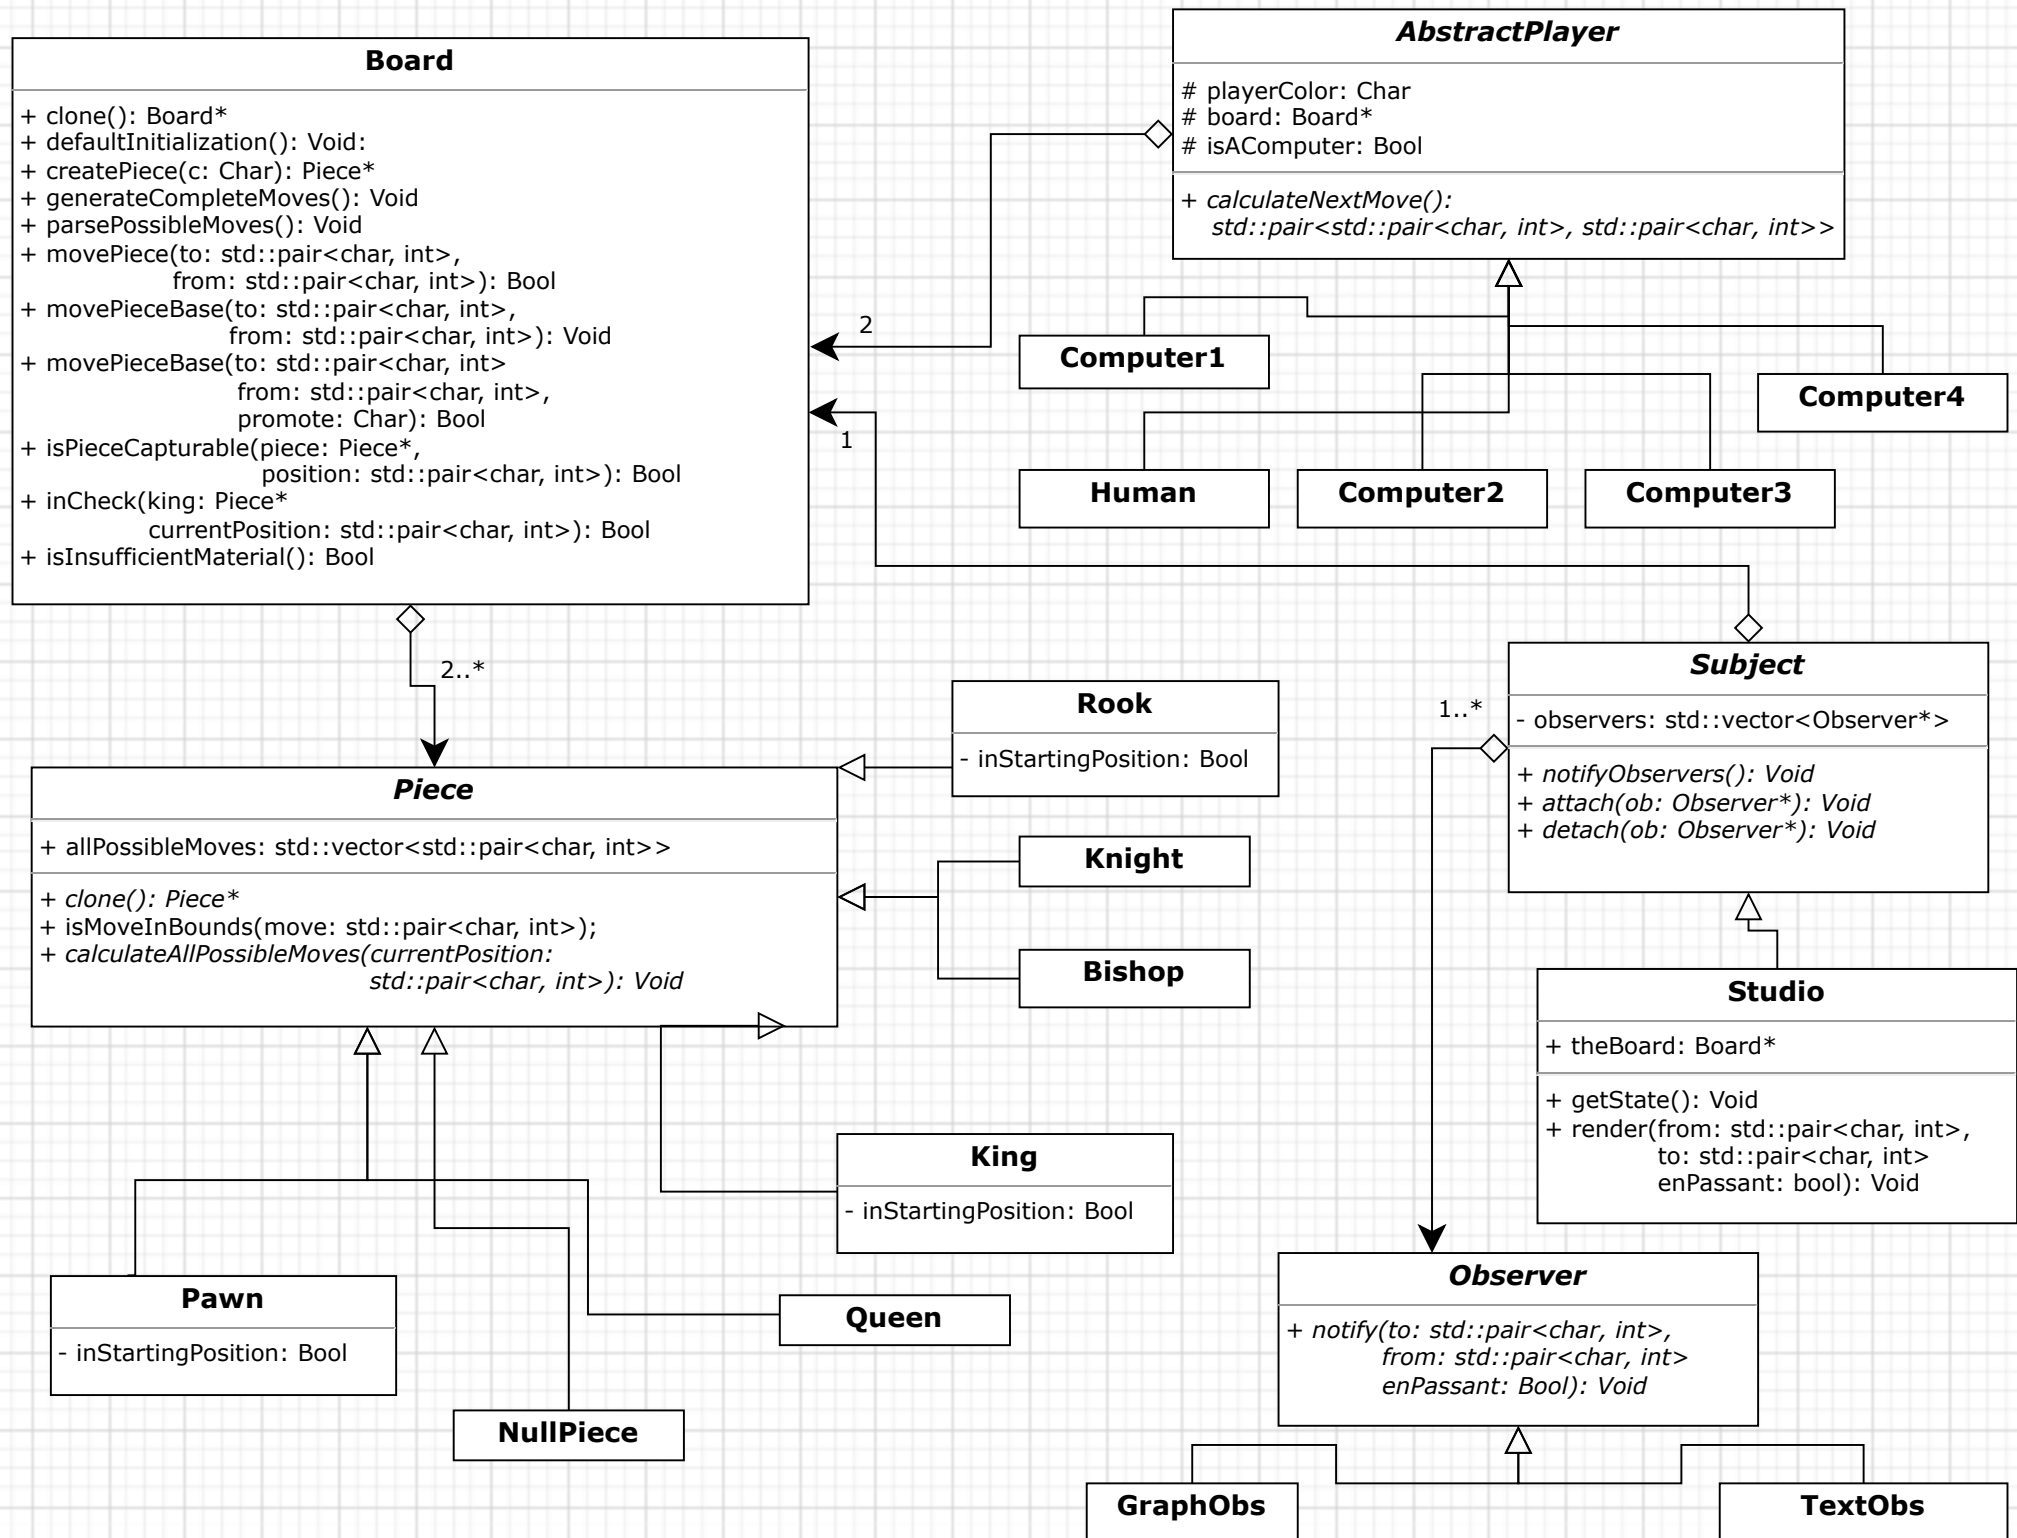 Board
+ clone(): Board*
+ defaultInitialization(): Void:
+ createPiece(c: Char): Piece*
+ generateCompleteMoves(): Void
+ parsePossibleMoves(): Void
+ movePiece(to: std::pair<char, int>,
from: std::pair<char, int>): Bool
+ movePieceBase(to: std::pair<char, int>,
from: std::pair<char, int>): Void
+ movePieceBase(to: std::pair<char, int>
from: std::pair<char, int>,
promote: Char): Bool
+ isPieceCapturable(piece: Piece*,
position: std::pair<char, int>): Bool
+ inCheck(king: Piece*
currentPosition: std::pair<char, int>): Bool
+ isInsufficientMaterial(): Bool
AbstractPlayer
# playerColor: Char
# board: Board*
# isAComputer: Bool
+ calculateNextMove():
std::pair<std::pair<char, int>, std::pair<char, int>>
2
1
Computer1
Computer4
Human
Computer2
Computer3
2..*
Subject
- observers: std::vector<Observer*>
+ notifyObservers(): Void
+ attach(ob: Observer*): Void
+ detach(ob: Observer*): Void
1..*
Rook
- inStartingPosition: Bool
Piece
+ allPossibleMoves: std::vector<std::pair<char, int>>
+ clone(): Piece*
+ isMoveInBounds(move: std::pair<char, int>);
+ calculateAllPossibleMoves(currentPosition:
std::pair<char, int>): Void
Knight
Bishop
Studio
+ theBoard: Board*
+ getState(): Void
+ render(from: std::pair<char, int>,
to: std::pair<char, int>
enPassant: bool): Void
King
- inStartingPosition: Bool
Pawn
- inStartingPosition: Bool
Queen
NullPiece
Observer
+ notify(to: std::pair<char, int>,
from: std::pair<char, int>
enPassant: Bool): Void
GraphObs
TextObs